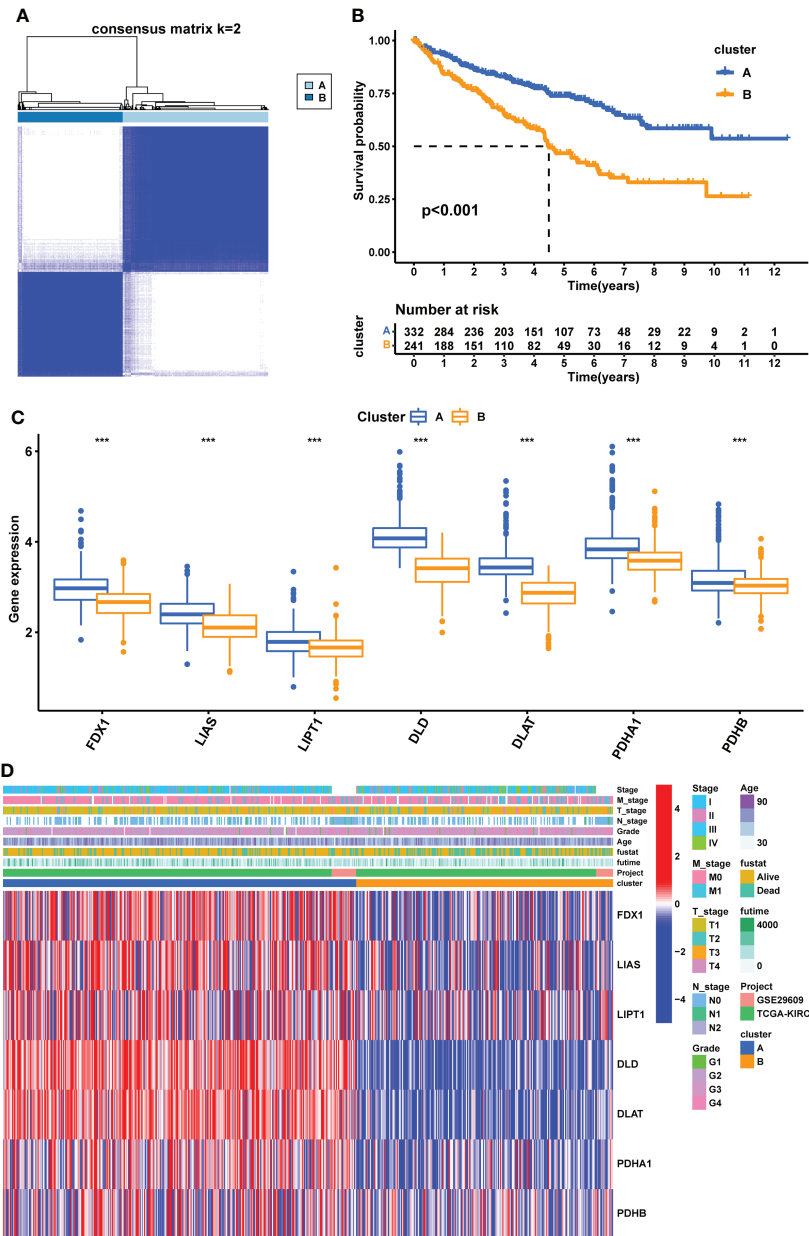 A
consensus matrix k=2
A
B
B
cluster
A
B
Survival probability
1.00
0.75
0.50
0.25
0.00
p<0.001
0 1 2 3 4 5 6 7 8 9 10 11 12
Time(years)
Number at risk
cluster
A 332 284 236 203 151 107 73 48 29 22 9 2 1
B 241 188 151 110 82 49 30 16 12 9 4 1 0
0 1 2 3 4 5 6 7 8 9 10 11 12
Time(years)
C
Cluster A B
*** *** *** *** *** *** ***
Gene expression
6
4
2
FDX1 LIAS LIPT1 DLD DLAT PDHA1 PDHB
D
Stage
M_stage
T_stage
N_stage
Grade
Age
fustat
futime
Project
cluster
FDX1
LIAS
LIPT1
DLD
DLAT
PDHA1
PDHB
4
2
0
−2
−4
Stage
I
II
III
IV
M_stage
M0
M1
T_stage
T1
T2
T3
T4
N_stage
N0
N1
N2
Grade
G1
G2
G3
G4
Age
90
30
fustat
Alive
Dead
futime
4000
0
Project
GSE29609
TCGA-KIRC
cluster
A
B